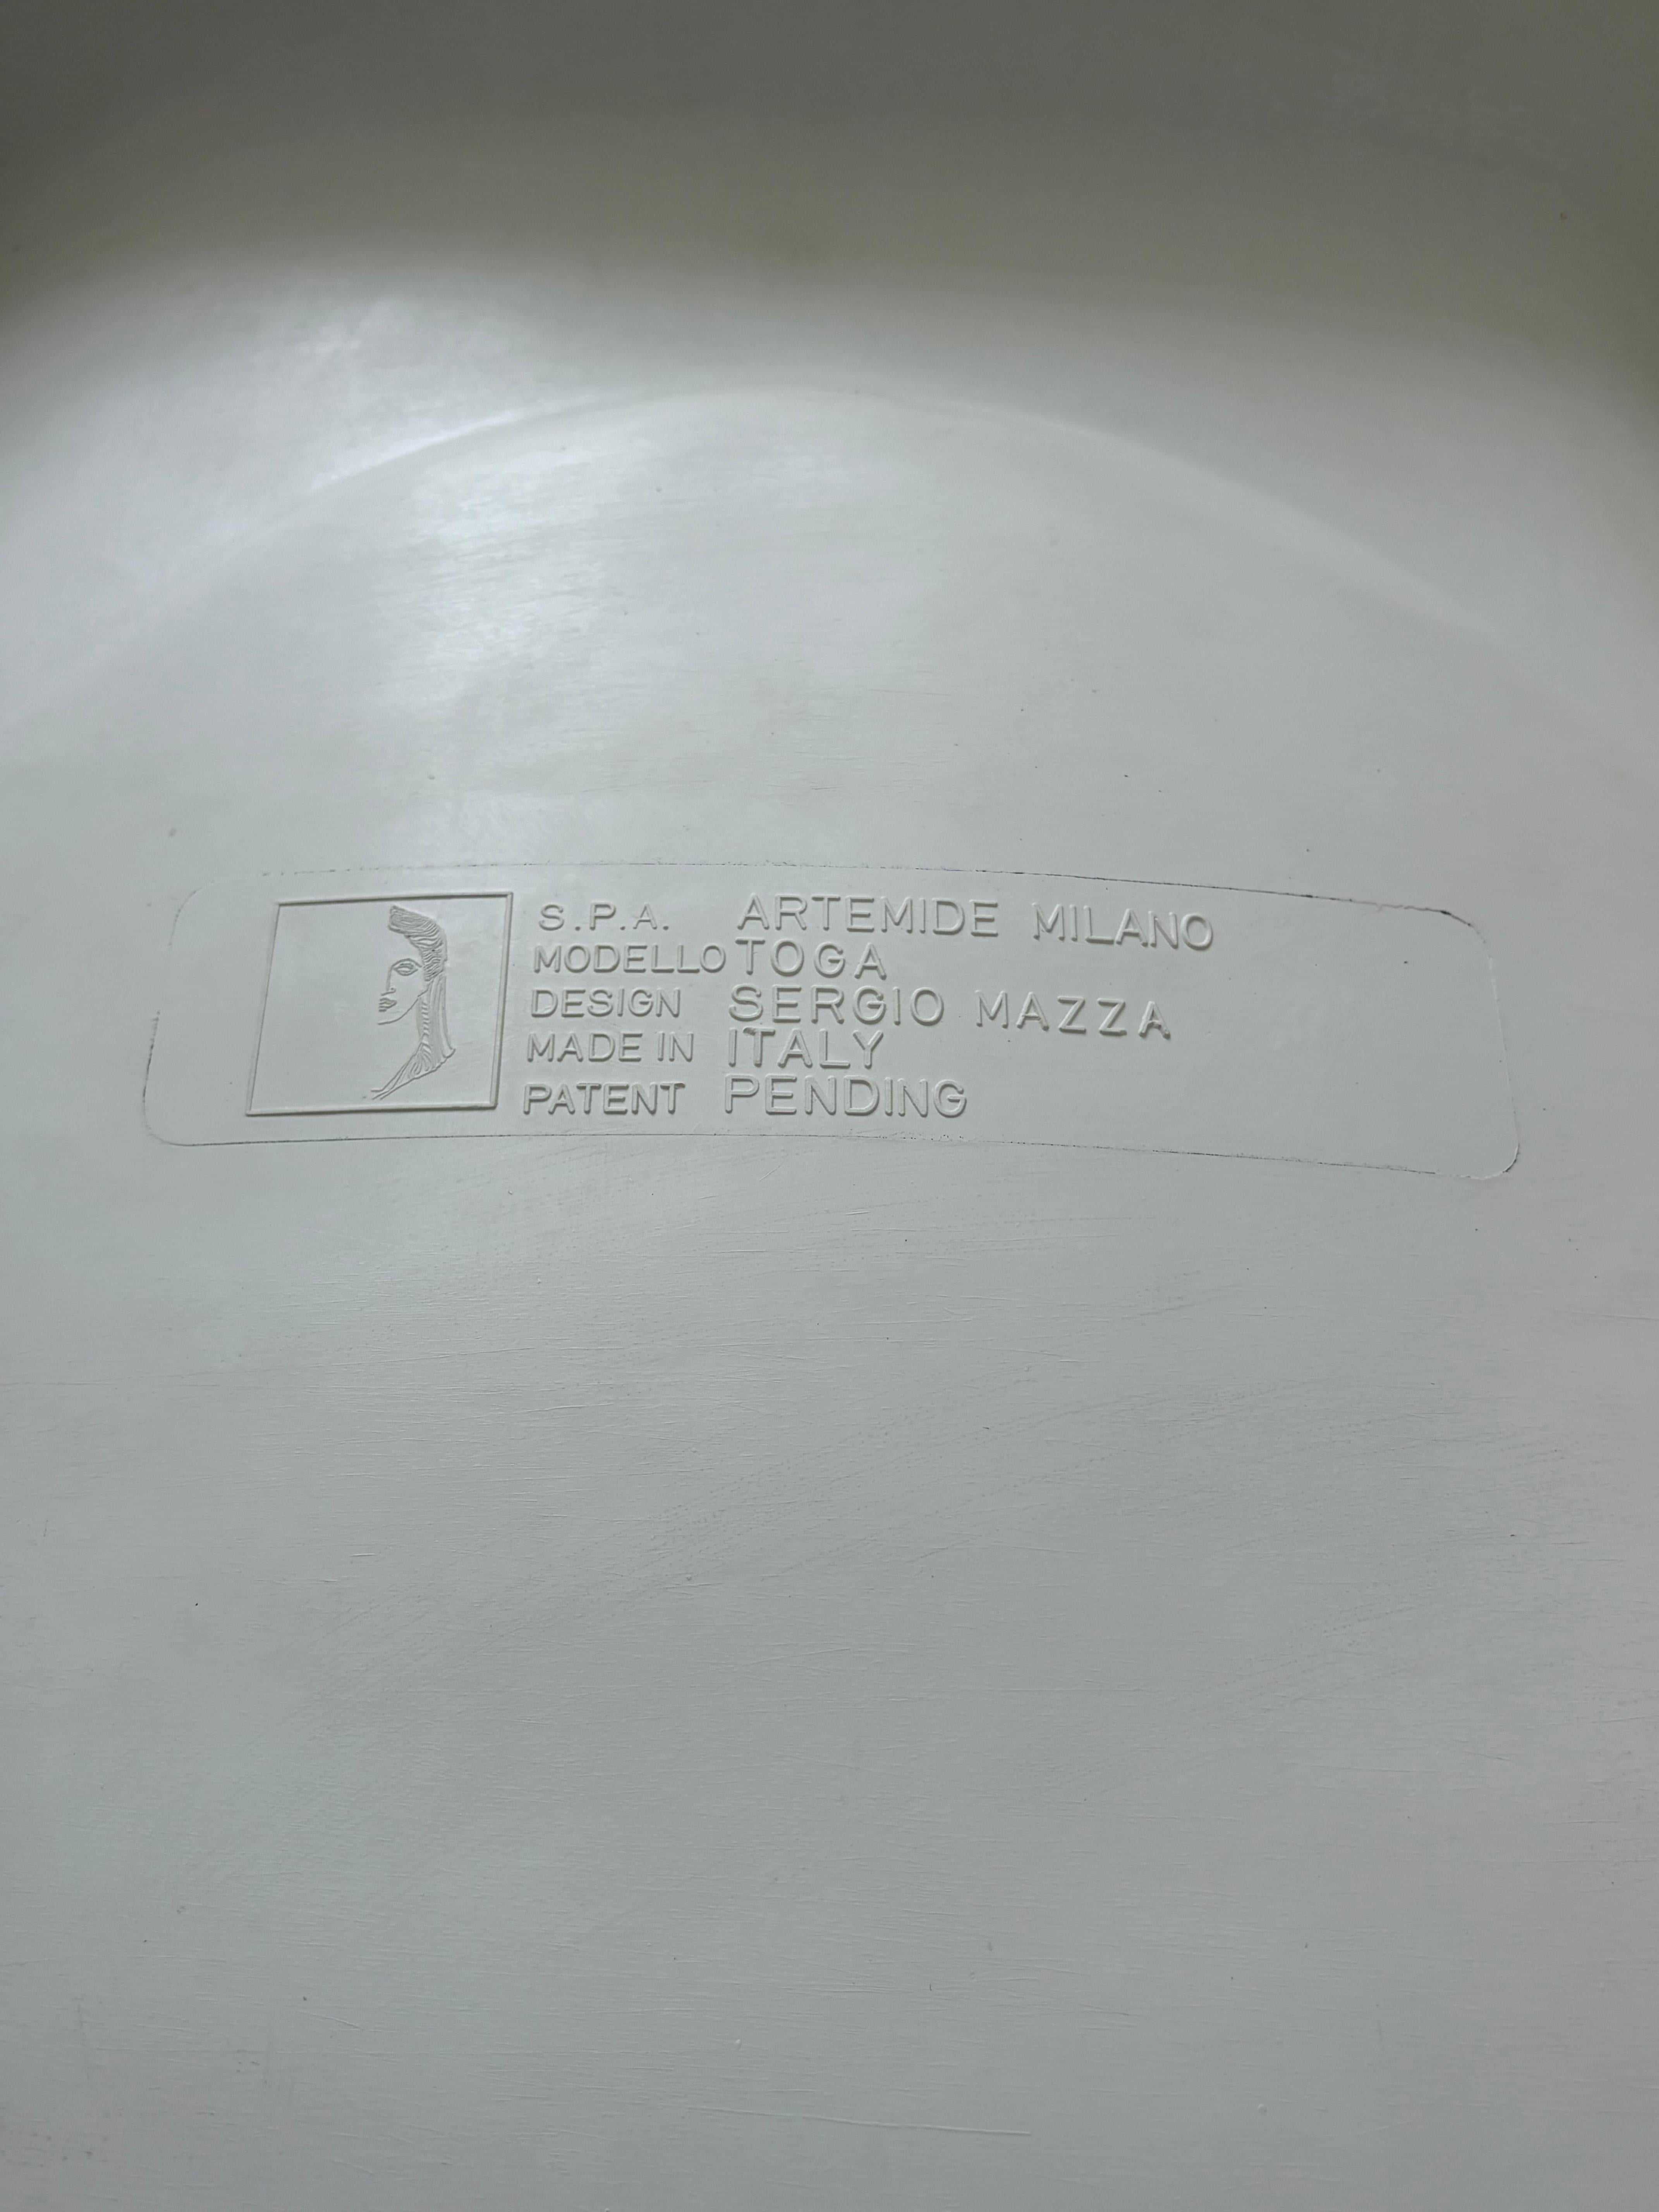 S.P.A. ARTEMIDE MILANO
MODELLO TOGA
DESIGN SERGIO MAZZA
MADE IN ITALY
PATENT PENDING